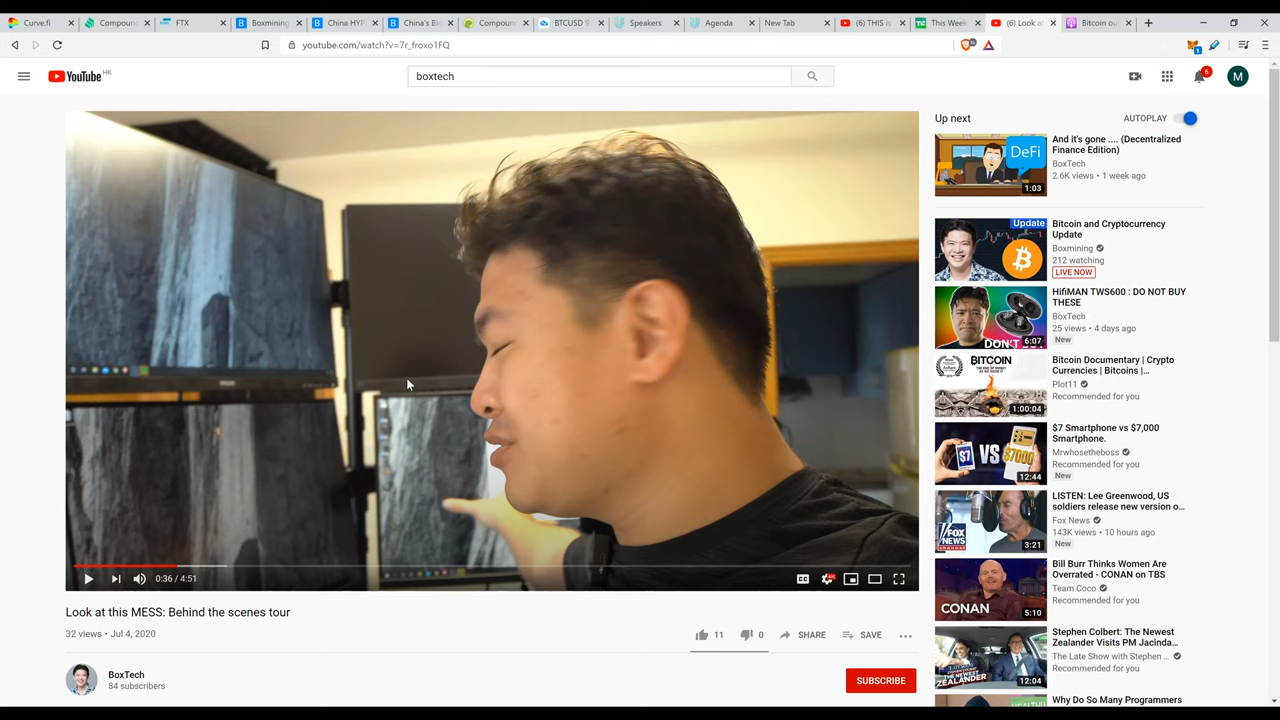 Curve.fi
Compoun
FTX
Boxmining
China HYP
China's Blo
Compoun
BTCUSD 9
Speakers
Agenda
New Tab
(6) THIS is
This Week
(6) Look at
Bitcoin out
youtube.com/watch?v=7r_froxo1FQ
YouTube HK
boxtech
6
M
Up next
AUTOPLAY
DeFi
1:03
And it's gone .... (Decentralized
Finance Edition)
BoxTech
2.6K views • 1 week ago
Update
Bitcoin and Cryptocurrency
Update
Boxmining
212 watching
LIVE NOW
DON'T BU
6:07
HifiMAN TWS600 : DO NOT BUY
THESE
BoxTech
25 views • 4 days ago
New
BITCOIN
1:00:04
Bitcoin Documentary | Crypto
Currencies | Bitcoins |...
Plot11
Recommended for you
$7 VS $7000
12:44
$7 Smartphone vs $7,000
Smartphone.
Mrwhosetheboss
Recommended for you
New
FOX
NEWS
channel
3:21
LISTEN: Lee Greenwood, US
soldiers release new version o...
Fox News
143K views • 10 hours ago
New
CONAN
5:10
Bill Burr Thinks Women Are
Overrated - CONAN on TBS
Team Coco
Recommended for you
12:04
Stephen Colbert: The Newest
Zealander Visits PM Jacinda...
The Late Show with Stephen ...
Recommended for you
Why Do So Many Programmers
0:36 / 4:51
CC
Look at this MESS: Behind the scenes tour
32 views • Jul 4, 2020
11
0
SHARE
SAVE
BoxTech
84 subscribers
SUBSCRIBE